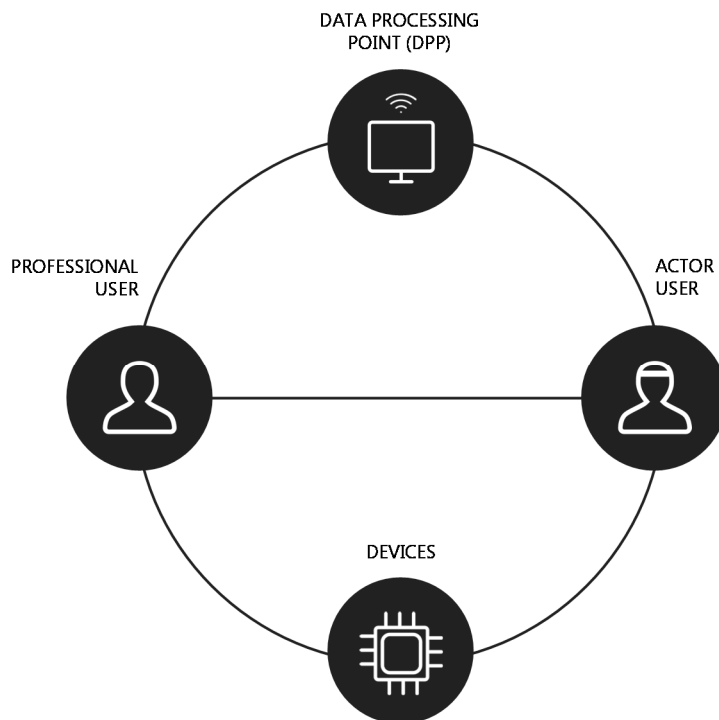 DATA PROCESSING
POINT (DPP)
PROFESSIONAL
USER
ACTOR
USER
DEVICES